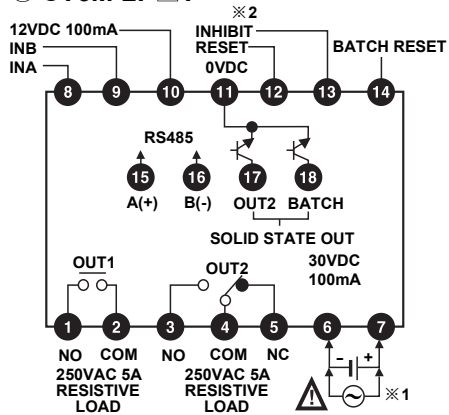 ※2
12VDC 100mA
INHIBIT
INB
RESET
BATCH RESET
INA
0VDC
8 9 10 11 12 13 14
RS485
15 16 17 18
A(+) B(-) OUT2 BATCH
SOLID STATE OUT
OUT1 OUT2 30VDC
100mA
1 2 3 4 5 6 7
NO COM NO COM NC - +
250VAC 5A 250VAC 5A
RESISTIVE RESISTIVE ※1
LOAD LOAD